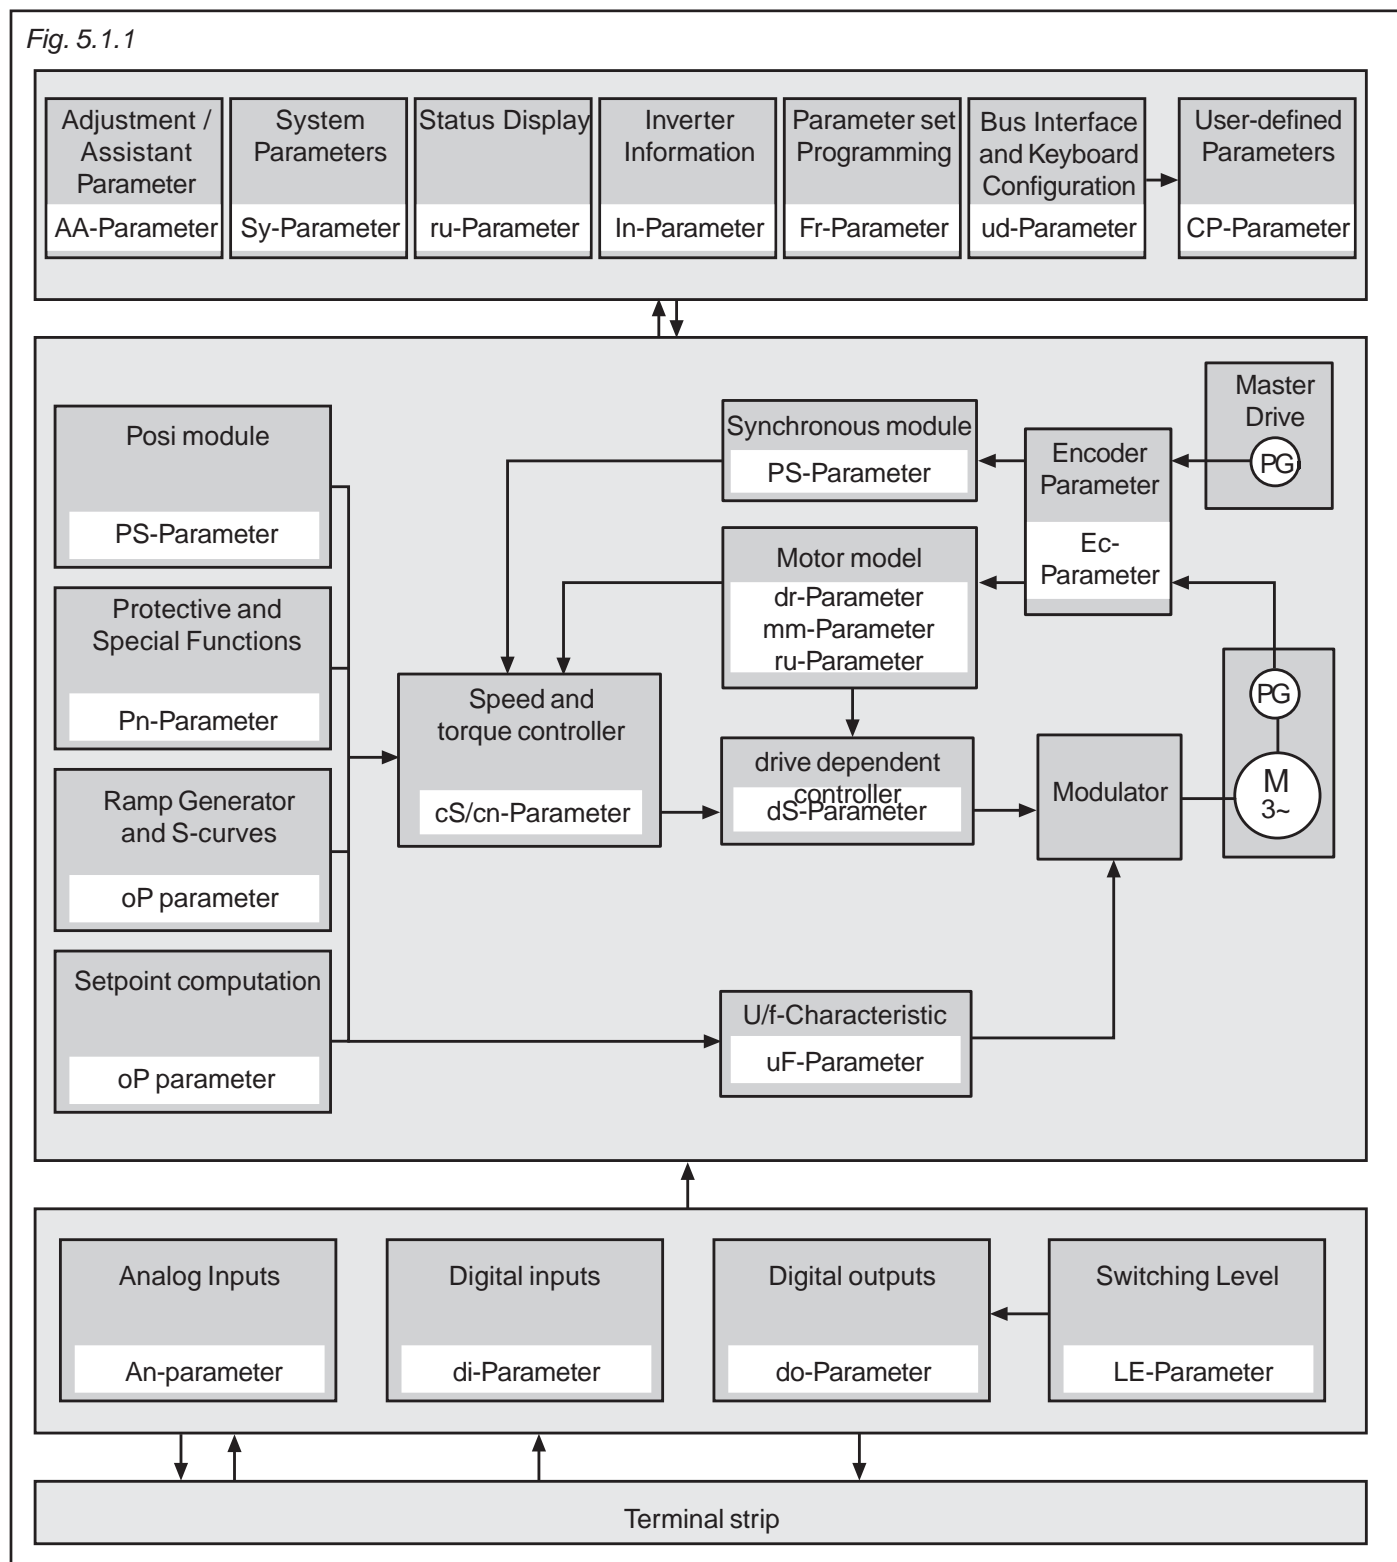 Fig. 5.1.1
Adjustment /
Assistant
Parameter
AA-Parameter
System
Parameters
Sy-Parameter
Status Display
ru-Parameter
Inverter
Information
In-Parameter
Parameter set
Programming
Fr-Parameter
Bus Interface
and Keyboard
Configuration
ud-Parameter
User-defined
Parameters
CP-Parameter
Posi module
PS-Parameter
Protective and
Special Functions
Pn-Parameter
Ramp Generator
and S-curves
oP parameter
Setpoint computation
oP parameter
Speed and
torque controller
cS/cn-Parameter
Synchronous module
PS-Parameter
Motor model
dr-Parameter
mm-Parameter
ru-Parameter
drive dependent
controller
dS-Parameter
U/f-Characteristic
uF-Parameter
Encoder
Parameter
Ec-
Parameter
Master
Drive
PG
Modulator
PG
M
3~
Analog Inputs
An-parameter
Digital inputs
di-Parameter
Digital outputs
do-Parameter
Switching Level
LE-Parameter
Terminal strip